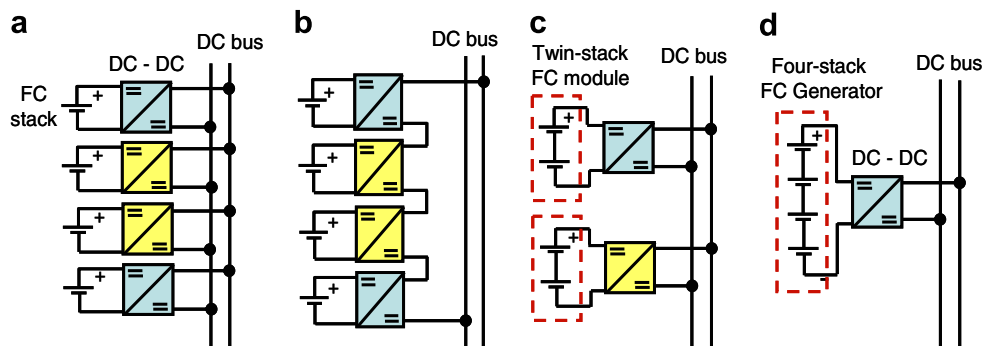 a
DC bus
DC - DC
FC
stack
+
+
+
+
b
DC bus
+
+
+
+
c
Twin-stack
FC module
DC bus
+
+
d
Four-stack
FC Generator
DC bus
DC - DC
+
-